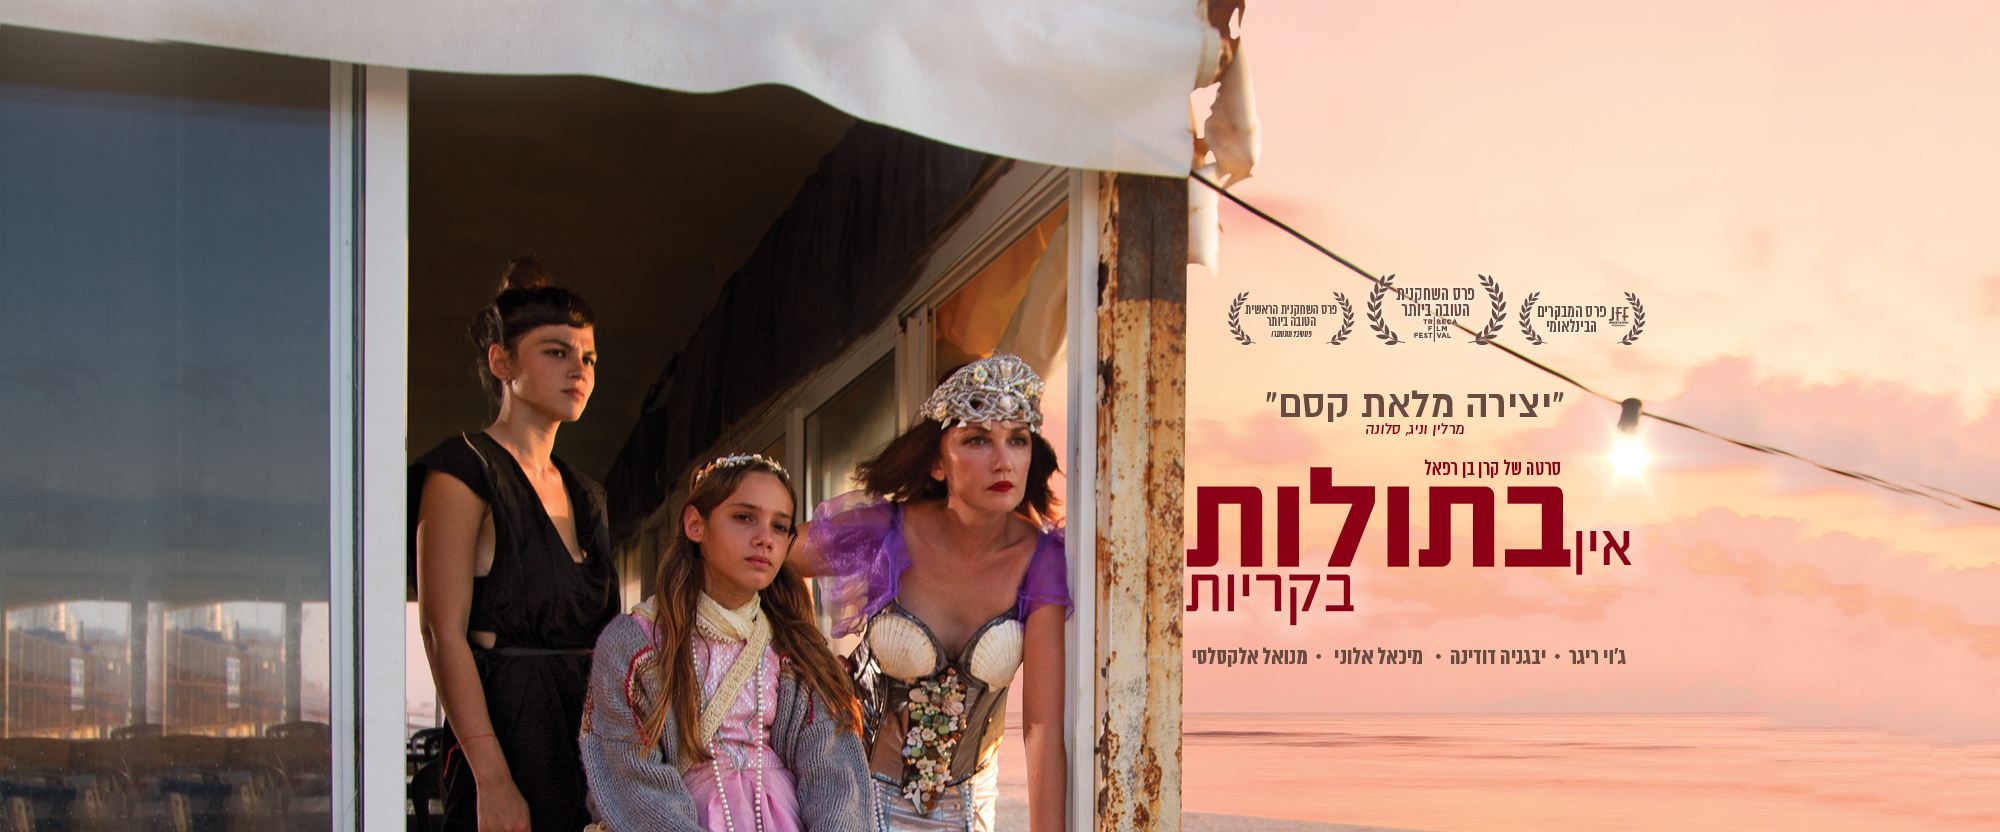 פרס המבקרים
הבינלאומי
JFF
פרס השחקנית
הטובה ביותר
TRIBECA
FILM
FESTIVAL
פרס השחקנית הראשית
הטובה ביותר
"יצירה מלאת קסם"
מרלין וניג, סלונה
סרטה של קרן בן רפאל
אין בתולות
בקריות
ג'וי ריגר • יבגניה דודינה • מיכאל אלוני • מנואל אלקסלסי